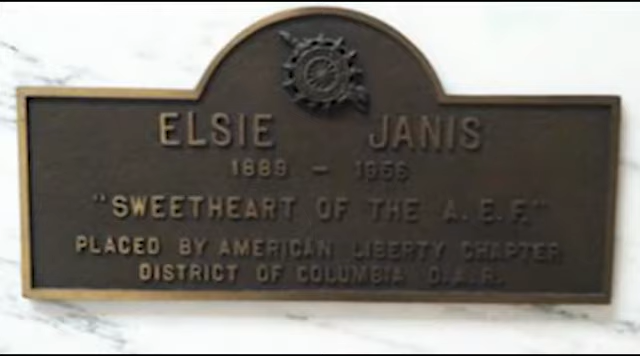 ELSIE JANIS
1889 - 1956
"SWEETHEART OF THE A. E. F."
PLACED BY AMERICAN LIBERTY CHAPTER
DISTRICT OF COLUMBIA D.A.R.